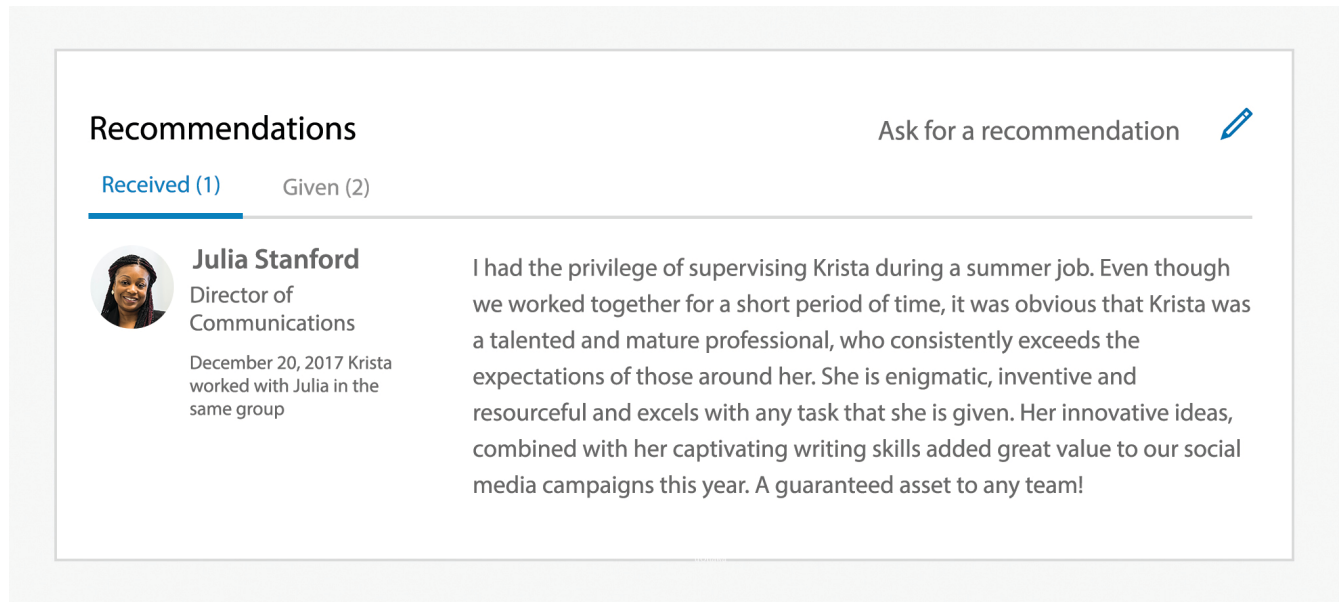 Recommendations
Ask for a recommendation
Received (1)
Given (2)
Julia Stanford
Director of
Communications
December 20, 2017 Krista
worked with Julia in the
same group
I had the privilege of supervising Krista during a summer job. Even though
we worked together for a short period of time, it was obvious that Krista was
a talented and mature professional, who consistently exceeds the
expectations of those around her. She is enigmatic, inventive and
resourceful and excels with any task that she is given. Her innovative ideas,
combined with her captivating writing skills added great value to our social
media campaigns this year. A guaranteed asset to any team!